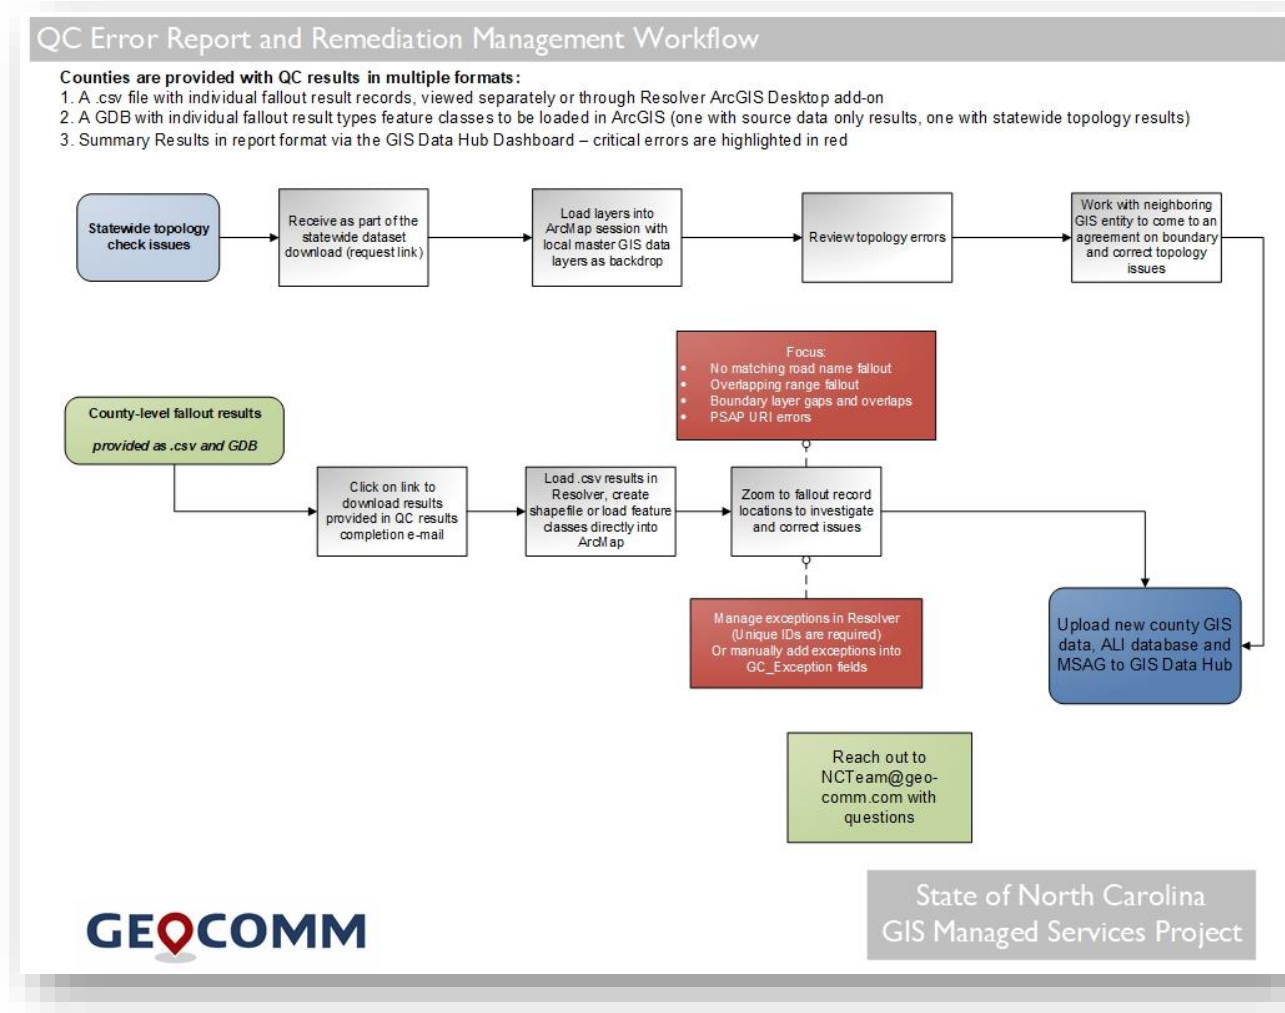 QC Error Report and Remediation Management Workflow
Counties are provided with QC results in multiple formats:
1. A .csv file with individual fallout result records, viewed separately or through Resolver ArcGIS Desktop add-on
2. A GDB with individual fallout result types feature classes to be loaded in ArcGIS (one with source data only results, one with statewide topology results)
3. Summary Results in report format via the GIS Data Hub Dashboard – critical errors are highlighted in red
Statewide topology
check issues
Receive as part of the
statewide dataset
download (request link)
Load layers into
ArcMap session with
local master GIS data
layers as backdrop
Review topology errors
Work with neighboring
GIS entity to come to an
agreement on boundary
and correct topology
issues
Focus:
• No matching road name fallout
• Overlapping range fallout
• Boundary layer gaps and overlaps
• PSAP URI errors
County-level fallout results
provided as .csv and GDB
Click on link to
download results
provided in QC results
completion e-mail
Load .csv results in
Resolver, create
shapefile or load feature
classes directly into
ArcMap
Zoom to fallout record
locations to investigate
and correct issues
Manage exceptions in Resolver
(Unique IDs are required)
Or manually add exceptions into
GC_Exception fields
Upload new county GIS
data, ALI database and
MSAG to GIS Data Hub
Reach out to
NCTeam@geo-
comm.com with
questions
GEOCOMM
State of North Carolina
GIS Managed Services Project